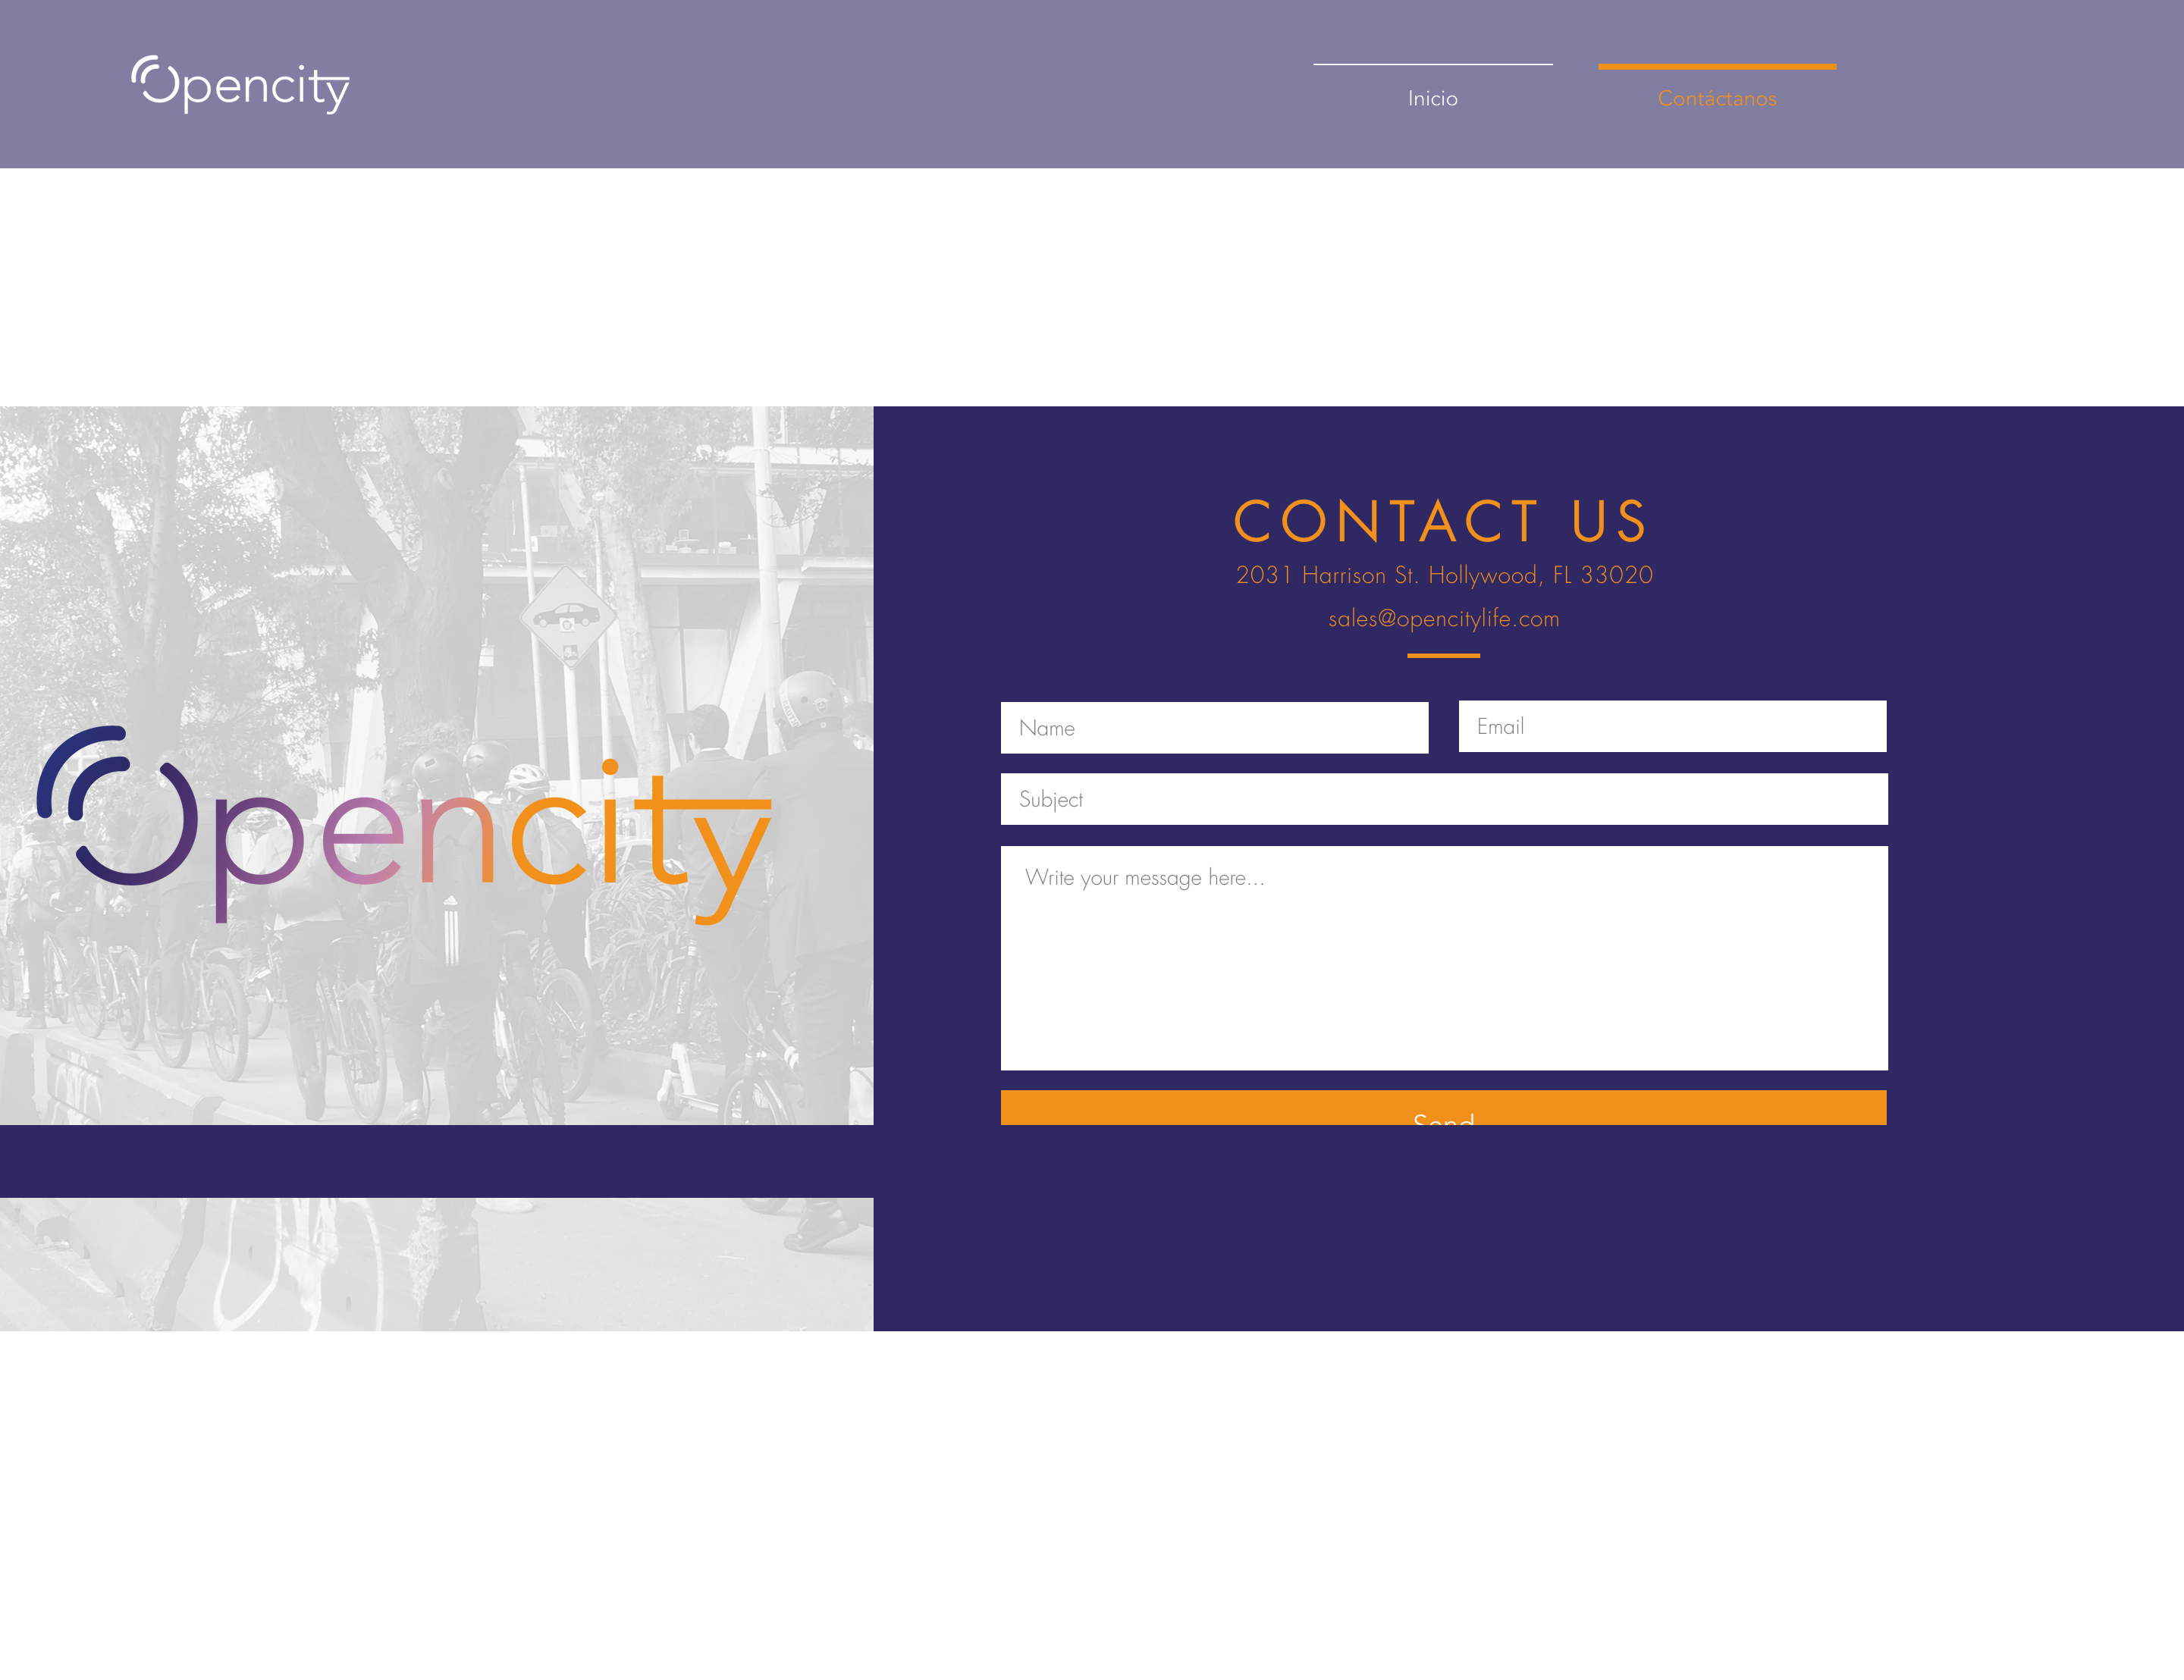 Opencity
Inicio
Contáctanos
CONTACT US
2031 Harrison St. Hollywood, FL 33020
sales@opencitylife.com
Name
Email
Subject
Opencity
Write your message here...
Send